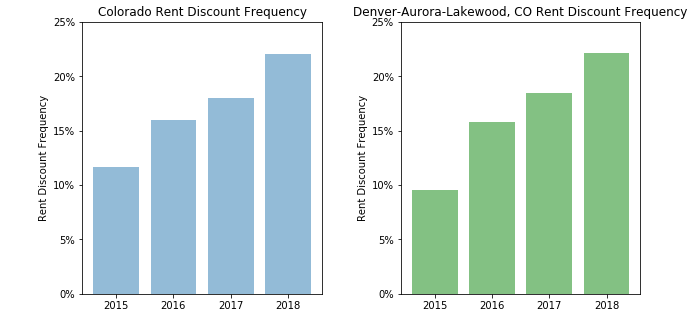 Colorado Rent Discount Frequency
Rent Discount Frequency
25%
20%
15%
10%
5%
0%
2015 2016 2017 2018
Denver-Aurora-Lakewood, CO Rent Discount Frequency
Rent Discount Frequency
25%
20%
15%
10%
5%
0%
2015 2016 2017 2018